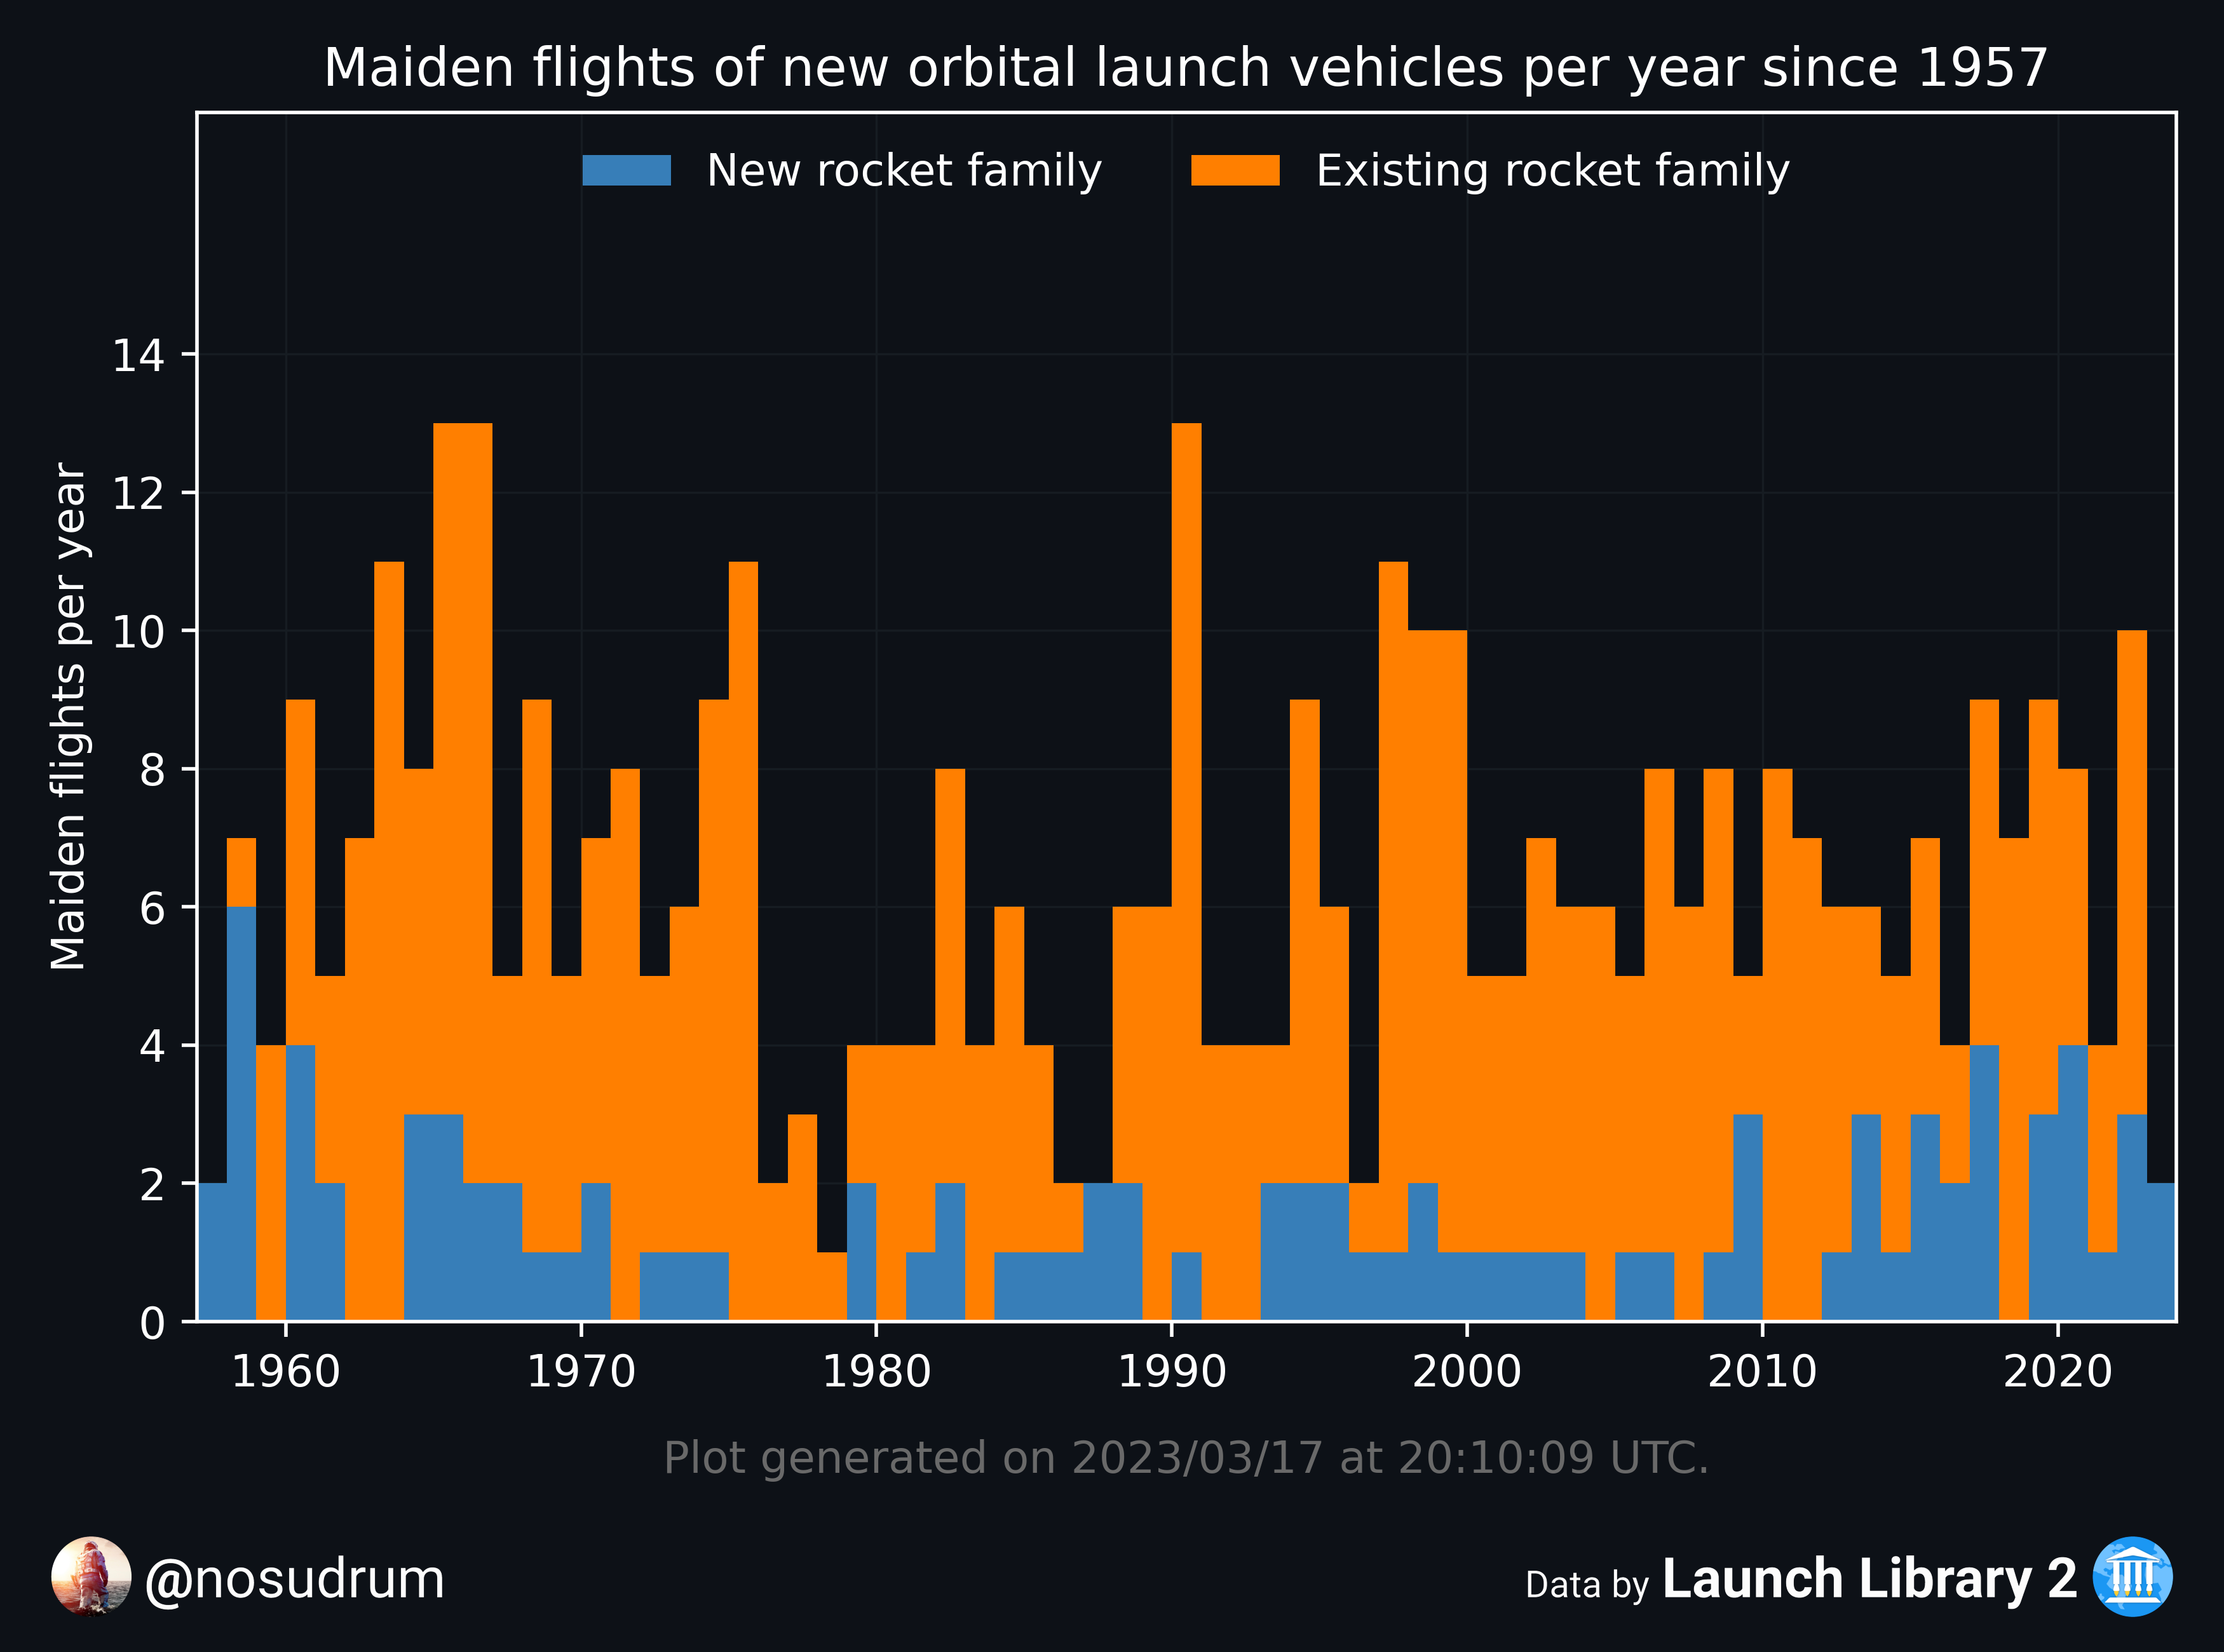 Maiden flights of new orbital launch vehicles per year since 1957
New rocket family
Existing rocket family
Maiden flights per year
14
12
10
8
6
4
2
0
1960
1970
1980
1990
2000
2010
2020
Plot generated on 2023/03/17 at 20:10:09 UTC.
@nosudrum
Data by Launch Library 2